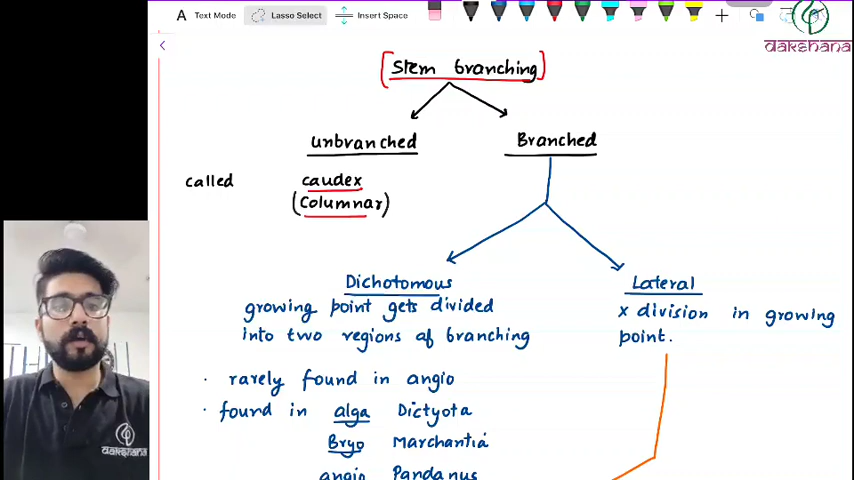 A Text Mode Lasso Select Insert Space
dakshana
[Stem branching]
unbranched Branched
called caudex
(Columnar)
Dichotomous Lateral
growing point gets divided x division in growing
into two regions of branching point.
· rarely found in angio
· found in alga Dictyota
Bryo Marchantia
angio Pandanus
dakshana